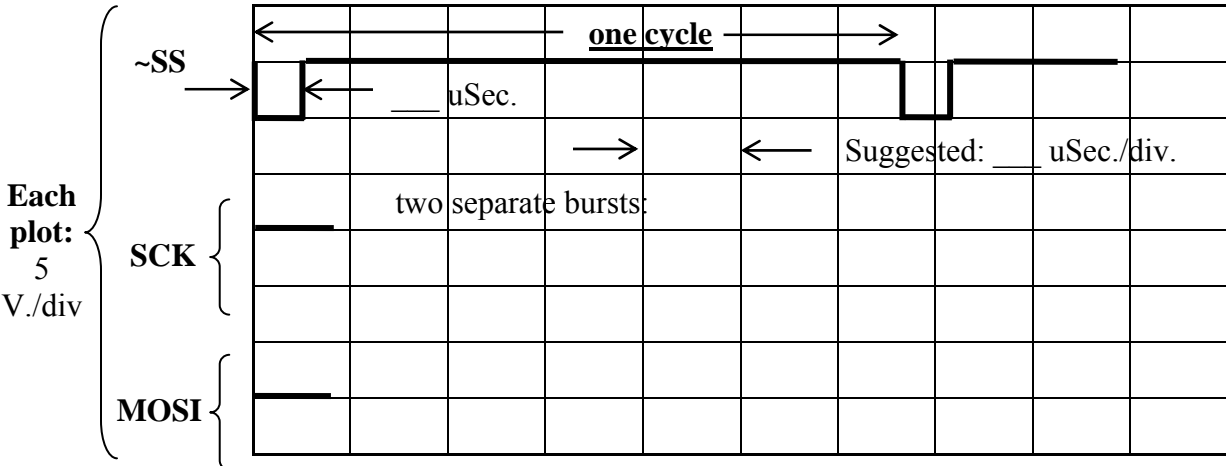 one cycle
~SS
___ uSec.
Suggested: ___ uSec./div.
Each
plot:
5
V./div
two separate bursts:
SCK
MOSI